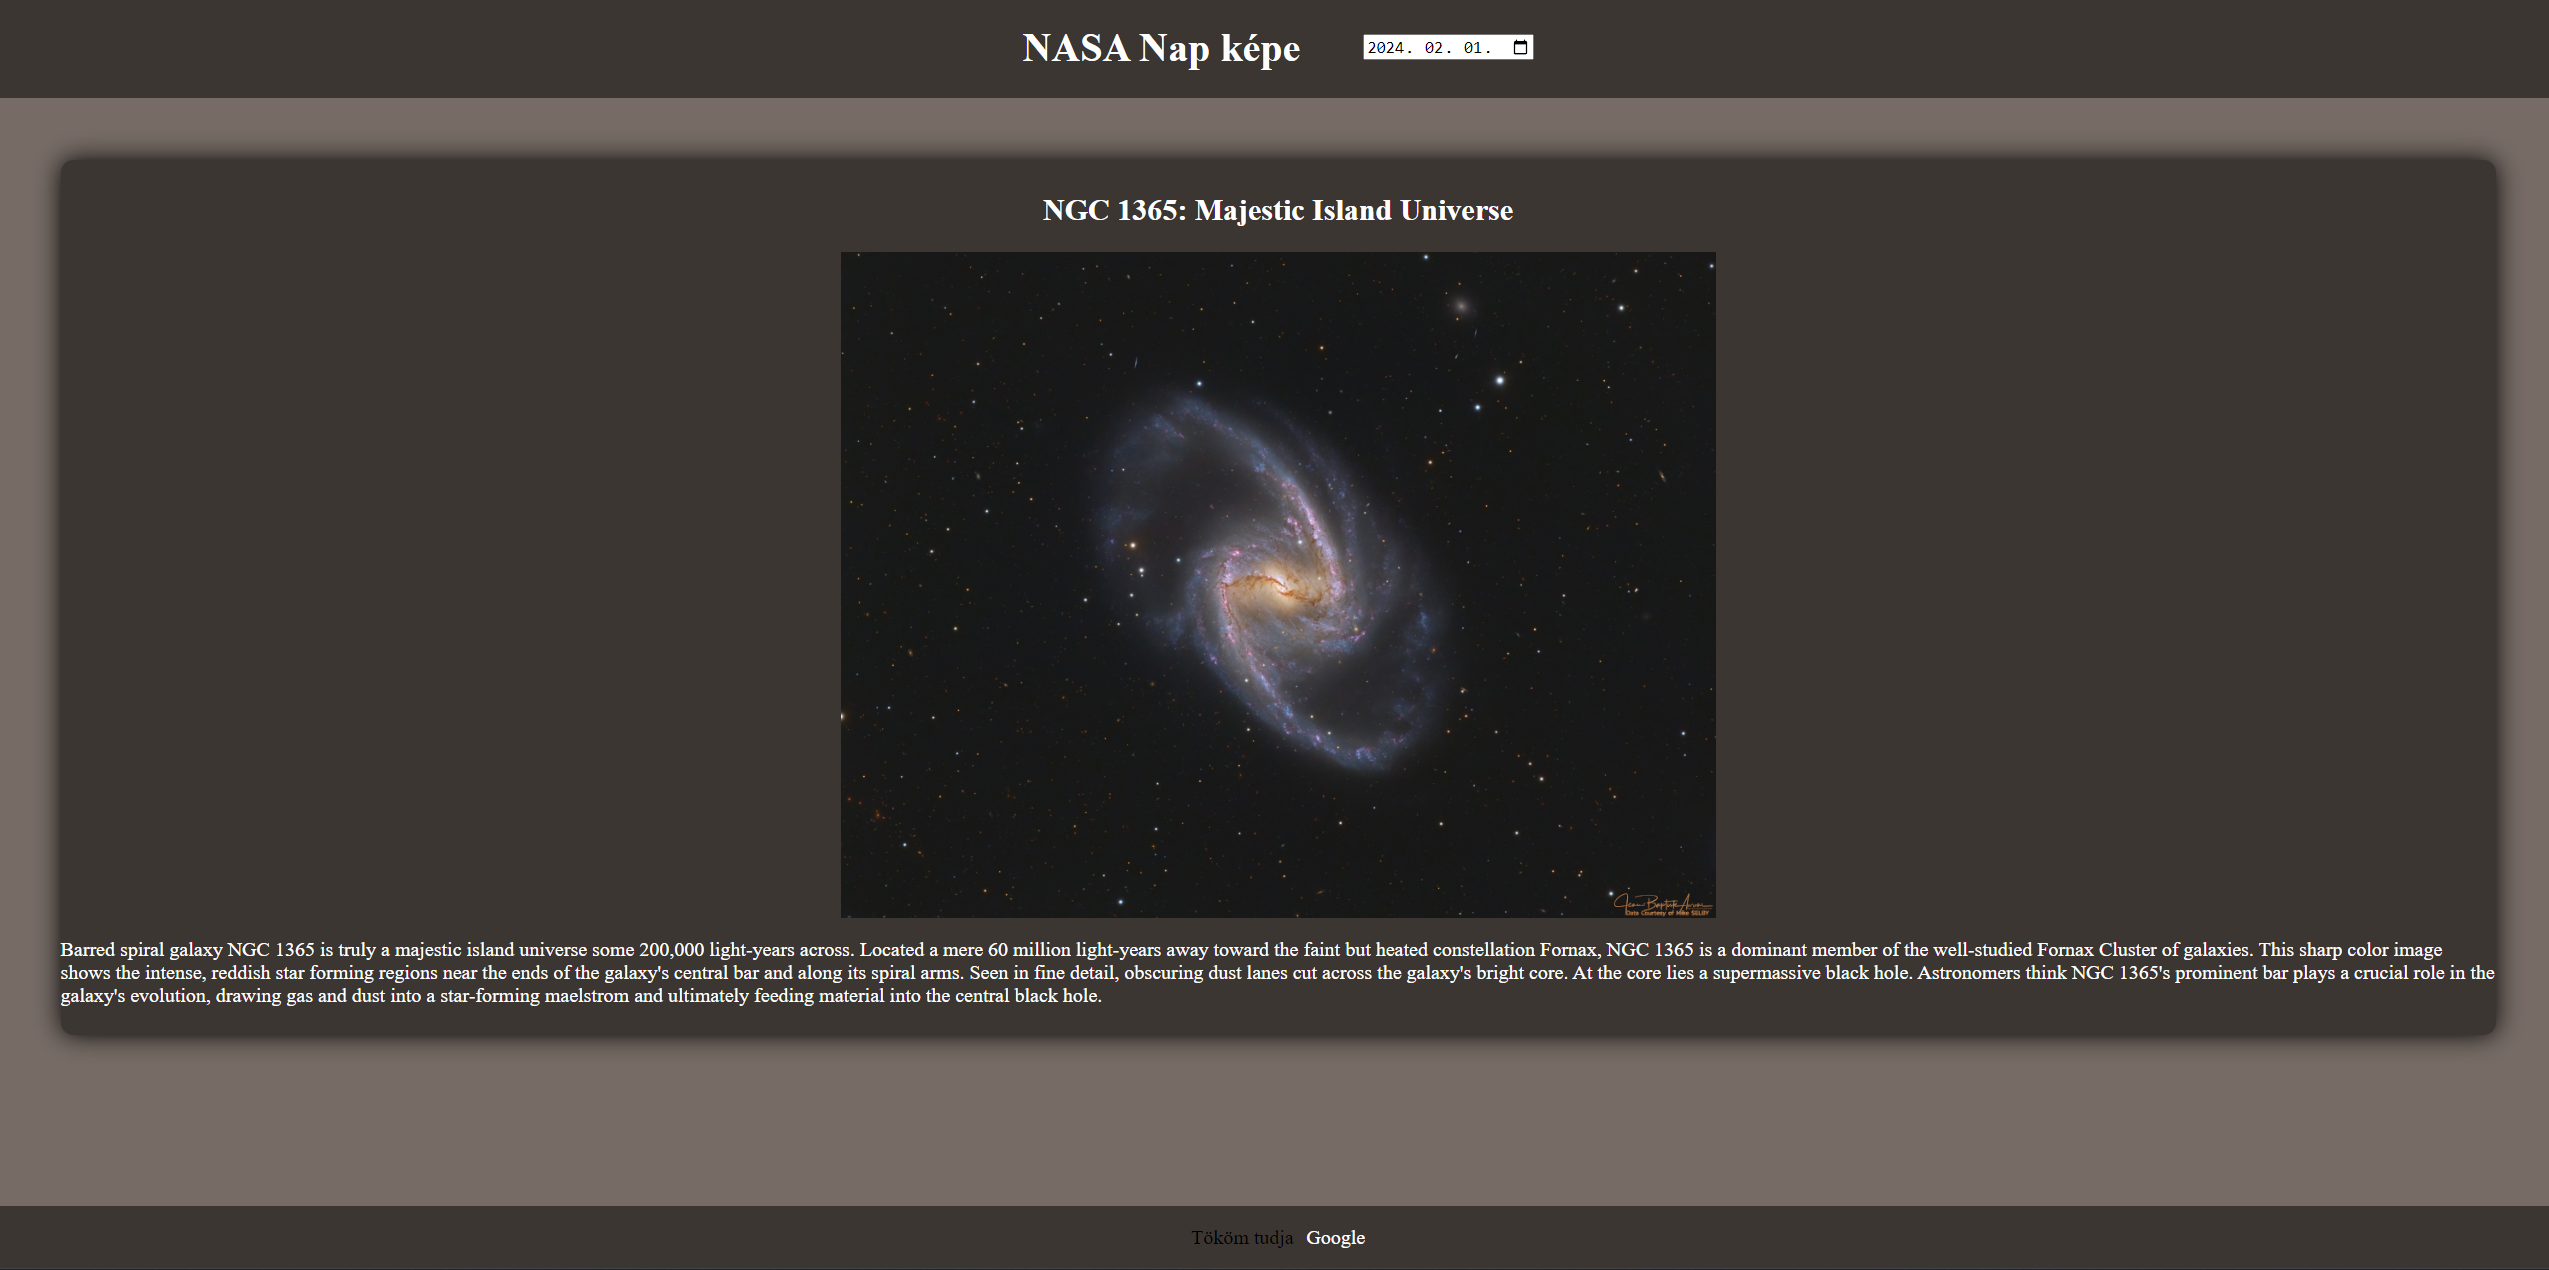 NASA Nap képe
2024. 02. 01.
NGC 1365: Majestic Island Universe
Data Courtesy of Mike SELBY
Barred spiral galaxy NGC 1365 is truly a majestic island universe some 200,000 light-years across. Located a mere 60 million light-years away toward the faint but heated constellation Fornax, NGC 1365 is a dominant member of the well-studied Fornax Cluster of galaxies. This sharp color image
shows the intense, reddish star forming regions near the ends of the galaxy's central bar and along its spiral arms. Seen in fine detail, obscuring dust lanes cut across the galaxy's bright core. At the core lies a supermassive black hole. Astronomers think NGC 1365's prominent bar plays a crucial role in the
galaxy's evolution, drawing gas and dust into a star-forming maelstrom and ultimately feeding material into the central black hole.
Tököm tudja Google